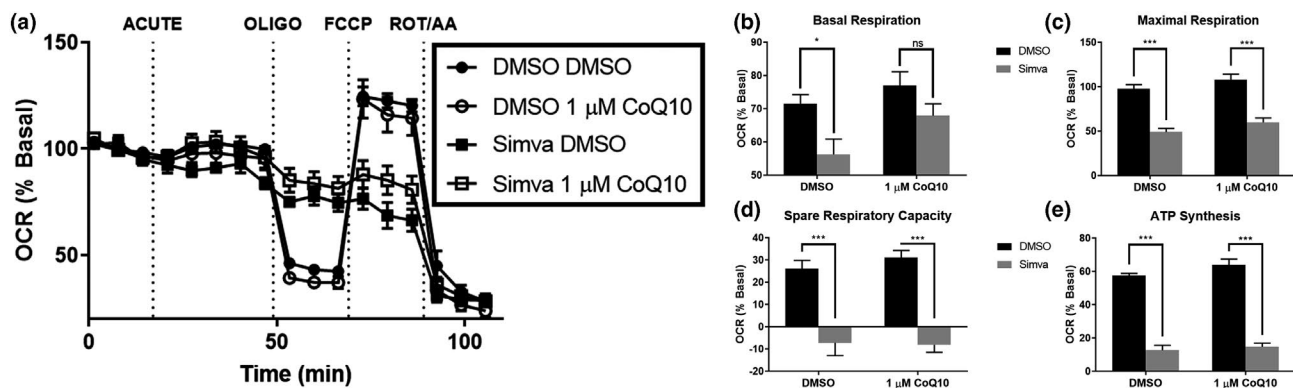 (a)
ACUTE OLIGO FCCP ROT/AA
OCR (% Basal)
150
100
50
0 50 100
Time (min)
DMSO DMSO
DMSO 1 μM CoQ10
Simva DMSO
Simva 1 μM CoQ10
(b)
Basal Respiration
OCR (% Basal)
90
80
70
60
50
*
ns
DMSO 1 μM CoQ10
DMSO
Simva
(c)
Maximal Respiration
OCR (% Basal)
150
100
50
0
***
***
DMSO 1 μM CoQ10
(d)
Spare Respiratory Capacity
OCR (% Basal)
40
30
20
10
0
-10
-20
***
***
DMSO 1 μM CoQ10
DMSO
Simva
(e)
ATP Synthesis
OCR (% Basal)
80
60
40
20
0
***
***
DMSO 1 μM CoQ10